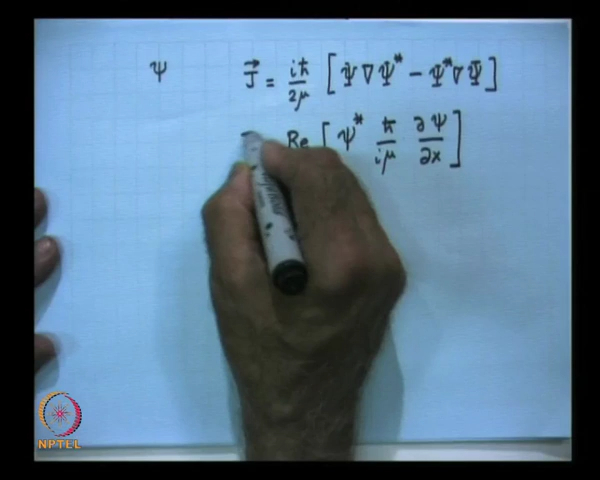 Ψ J⃗ = iħ/2μ [Ψ∇Ψ* − Ψ*∇Ψ]
Re [Ψ* ħ/iμ ∂Ψ/∂x]
NPTEL